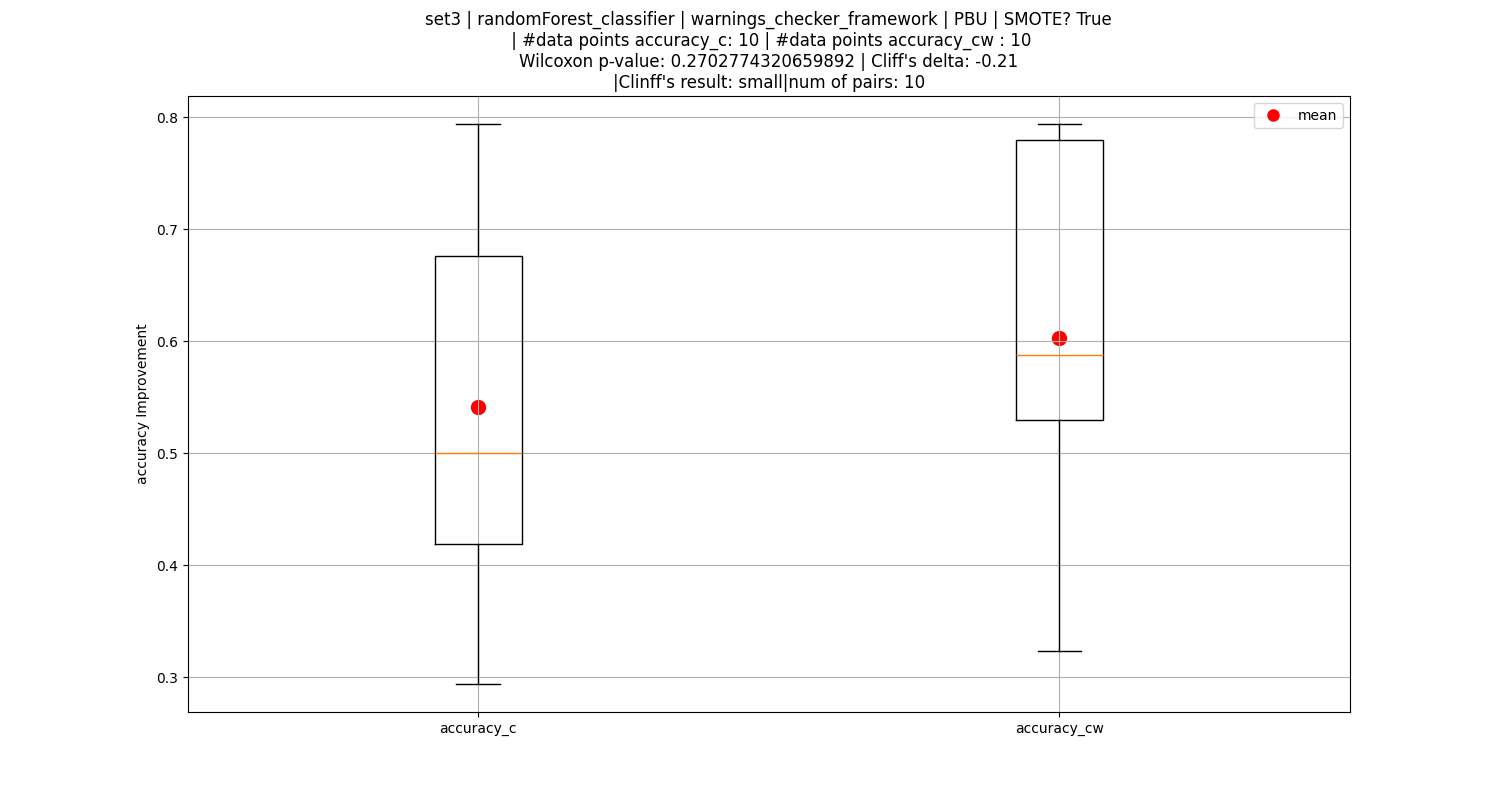 set3 | randomForest_classifier | warnings_checker_framework | PBU | SMOTE? True
| #data points accuracy_c: 10 | #data points accuracy_cw : 10
Wilcoxon p-value: 0.2702774320659892 | Cliff's delta: -0.21
|Clinff's result: small|num of pairs: 10
mean
0.8
0.7
0.6
0.5
0.4
0.3
accuracy Improvement
accuracy_c
accuracy_cw